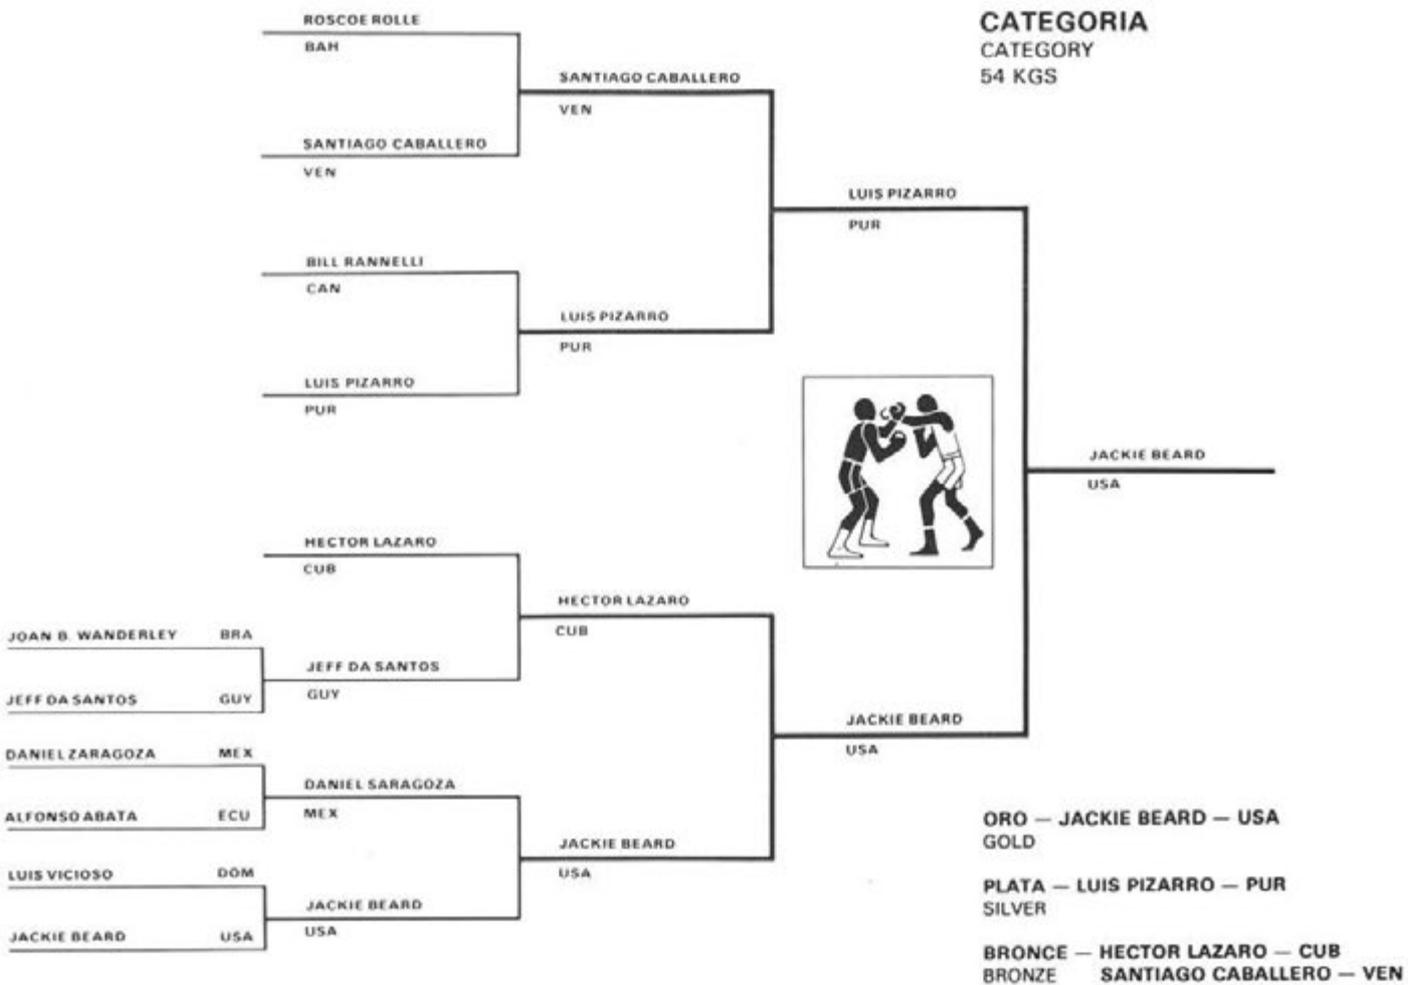 ROSCOE ROLLE
BAH
SANTIAGO CABALLERO
VEN
BILL RANNELLI
CAN
LUIS PIZARRO
PUR
HECTOR LAZARO
CUB
JOAN B. WANDERLEY BRA
JEFF DA SANTOS GUY
JEFF DA SANTOS
GUY
DANIEL ZARAGOZA MEX
ALFONSO ABATA ECU
DANIEL SARAGOZA
MEX
LUIS VICIOSO DOM
JACKIE BEARD USA
JACKIE BEARD
USA
SANTIAGO CABALLERO
VEN
LUIS PIZARRO
PUR
HECTOR LAZARO
CUB
JACKIE BEARD
USA
LUIS PIZARRO
PUR
JACKIE BEARD
USA
JACKIE BEARD
USA
CATEGORIA
CATEGORY
54 KGS
ORO — JACKIE BEARD — USA
GOLD
PLATA — LUIS PIZARRO — PUR
SILVER
BRONCE — HECTOR LAZARO — CUB
BRONZE SANTIAGO CABALLERO — VEN